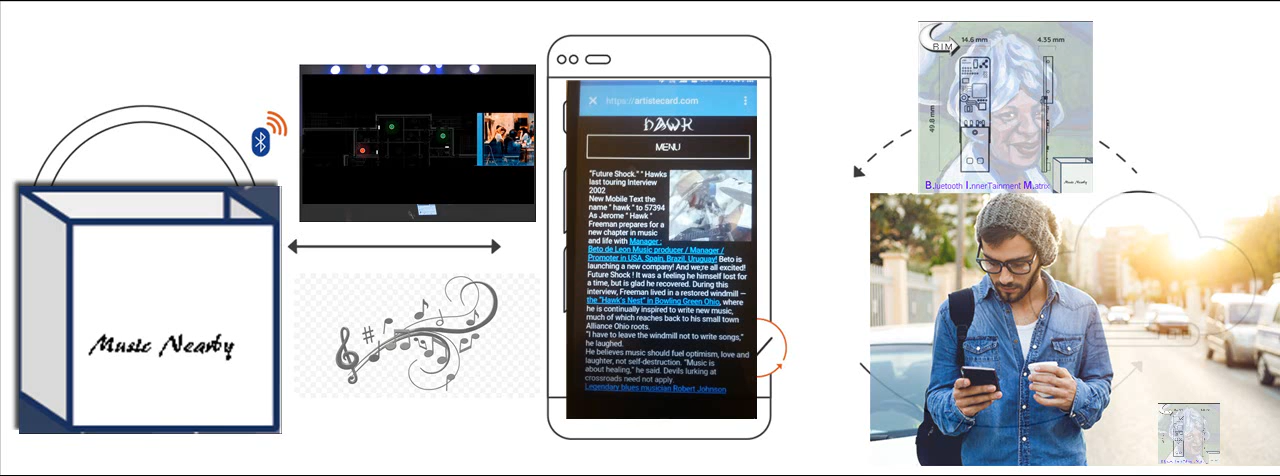 Music Nearby
https://artistecard.com
hAWK
MENU
"Future Shock." " Hawks
last touring Interview
2002
New Mobile Text the
name " hawk " to 57394
As Jerome " Hawk "
Freeman prepares for a
new chapter in music
and life with Manager :
Beto de Leon Music producer / Manager /
Promoter in USA, Spain, Brazil, Uruguay! Beto is
launching a new company! And we;re all excited!
Future Shock ! It was a feeling he himself lost for
a time, but is glad he recovered. During this
interview, Freeman lived in a restored windmill —
the "Hawk's Nest" in Bowling Green Ohio, where
he is continually inspired to write new music,
much of which reaches back to his small town
Alliance Ohio roots.
"I have to leave the windmill not to write songs,"
he laughed.
He believes music should fuel optimism, love and
laughter, not self-destruction. "Music is
about healing," he said. Devils lurking at
crossroads need not apply.
Legendary blues musician Robert Johnson
BIM
14.6 mm
4.35 mm
49.8 mm
Music Nearby
Bluetooth I.nnerTainment M.atrix